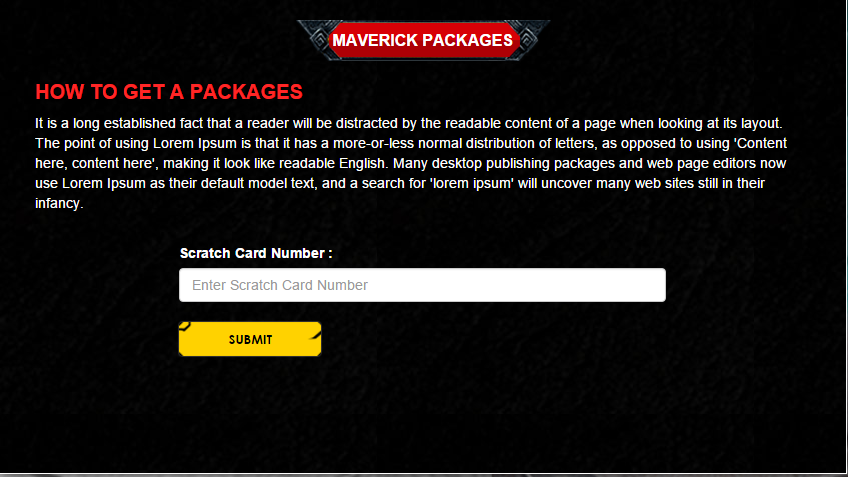 MAVERICK PACKAGES
HOW TO GET A PACKAGES
It is a long established fact that a reader will be distracted by the readable content of a page when looking at its layout.
The point of using Lorem Ipsum is that it has a more-or-less normal distribution of letters, as opposed to using 'Content
here, content here', making it look like readable English. Many desktop publishing packages and web page editors now
use Lorem Ipsum as their default model text, and a search for 'lorem ipsum' will uncover many web sites still in their
infancy.
Scratch Card Number :
Enter Scratch Card Number
SUBMIT